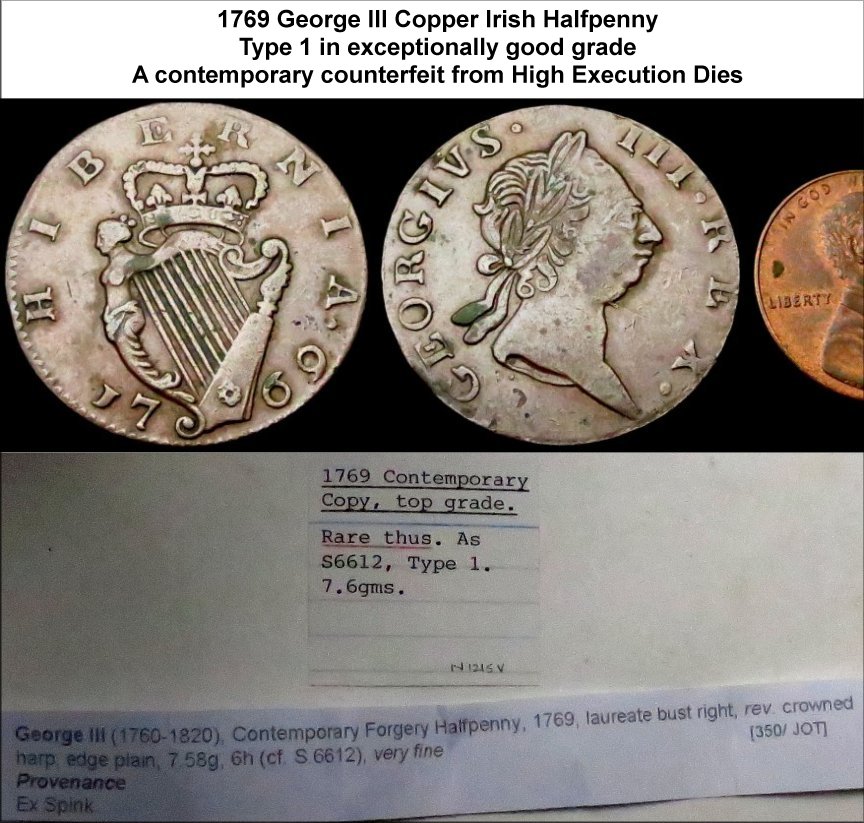 1769 George III Copper Irish Halfpenny
Type 1 in exceptionally good grade
A contemporary counterfeit from High Execution Dies
HIBERNIA·
1769
GEORGIVS· III·REX·
IN GOD
LIBERTY
1769 Contemporary
Copy, top grade.
Rare thus. As
S6612, Type 1.
7.6gms.
George III (1760-1820), Contemporary Forgery Halfpenny, 1769, laureate bust right, rev. crowned
harp, edge plain, 7.58g, 6h (cf. S 6612), very fine
[350/ JOT]
Provenance
Ex Spink